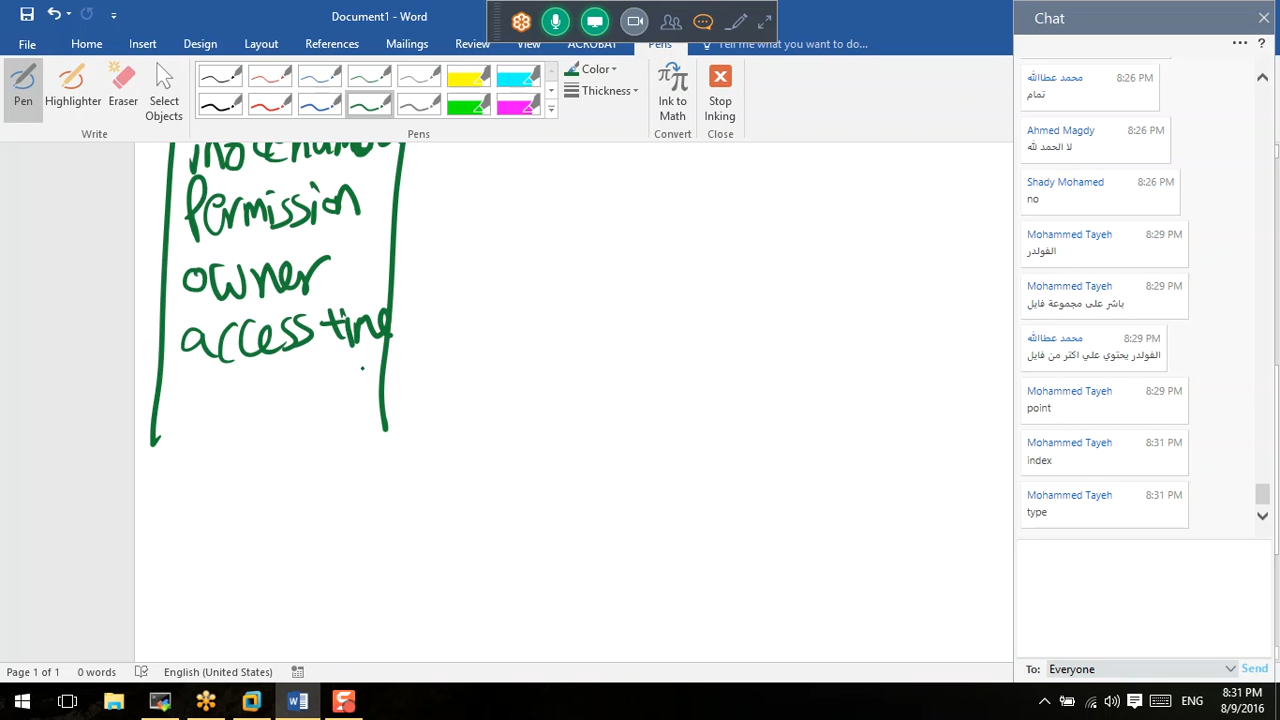 Document1 - Word
File
Home
Insert
Design
Layout
References
Mailings
Review
View
ACROBAT
Pens
Tell me what you want to do...
Pen
Highlighter
Eraser
Select Objects
Write
Pens
Color
Thickness
Ink to Math
Convert
Stop Inking
Close
Permission
owner
access time
Chat
محمد عطاالله 8:26 PM
تمام
Ahmed Magdy 8:26 PM
لا الحمد لله
Shady Mohamed 8:26 PM
no
Mohammed Tayeh 8:29 PM
الفولدر
Mohammed Tayeh 8:29 PM
باشر على مجموعة فايل
محمد عطاالله 8:29 PM
الفولدر يحتوي علي اكتر من فايل
Mohammed Tayeh 8:29 PM
point
Mohammed Tayeh 8:31 PM
index
Mohammed Tayeh 8:31 PM
type
To: Everyone Send
Page 1 of 1 0 words English (United States)
ENG 8:31 PM
8/9/2016